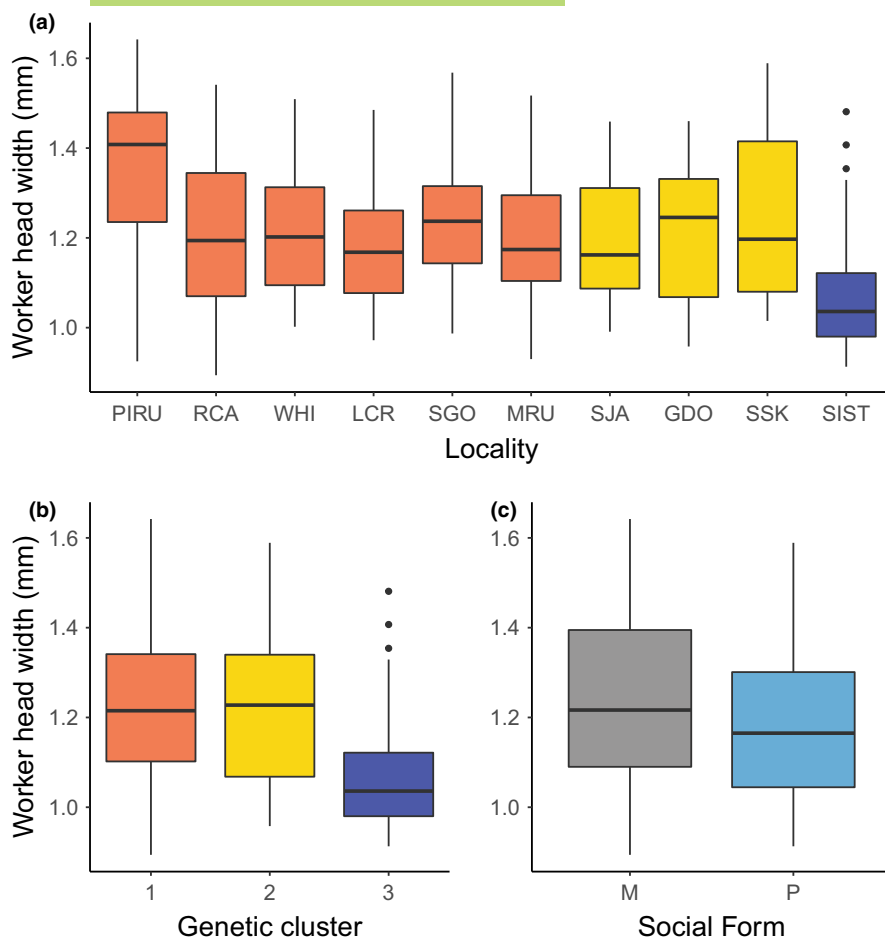 (a)
Worker head width (mm)
1.6
1.4
1.2
1.0
PIRU RCA WHI LCR SGO MRU SJA GDO SSK SIST
Locality
(b)
Worker head width (mm)
1.6
1.4
1.2
1.0
1 2 3
Genetic cluster
(c)
1.6
1.4
1.2
1.0
M P
Social Form